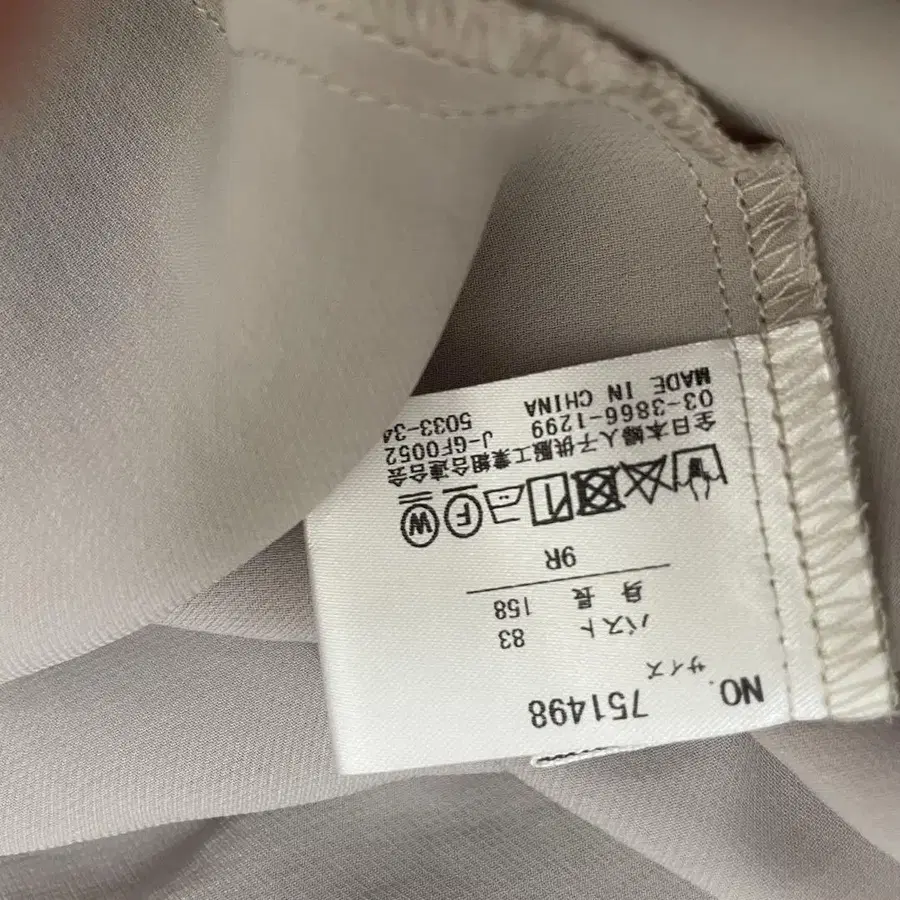 NO. 751498
サイズ
バスト 83
身長 158
9R
W F
全日本婦人子供服工業組合連合会
03-3866-1299 J-GF0052
MADE IN CHINA 5033-34